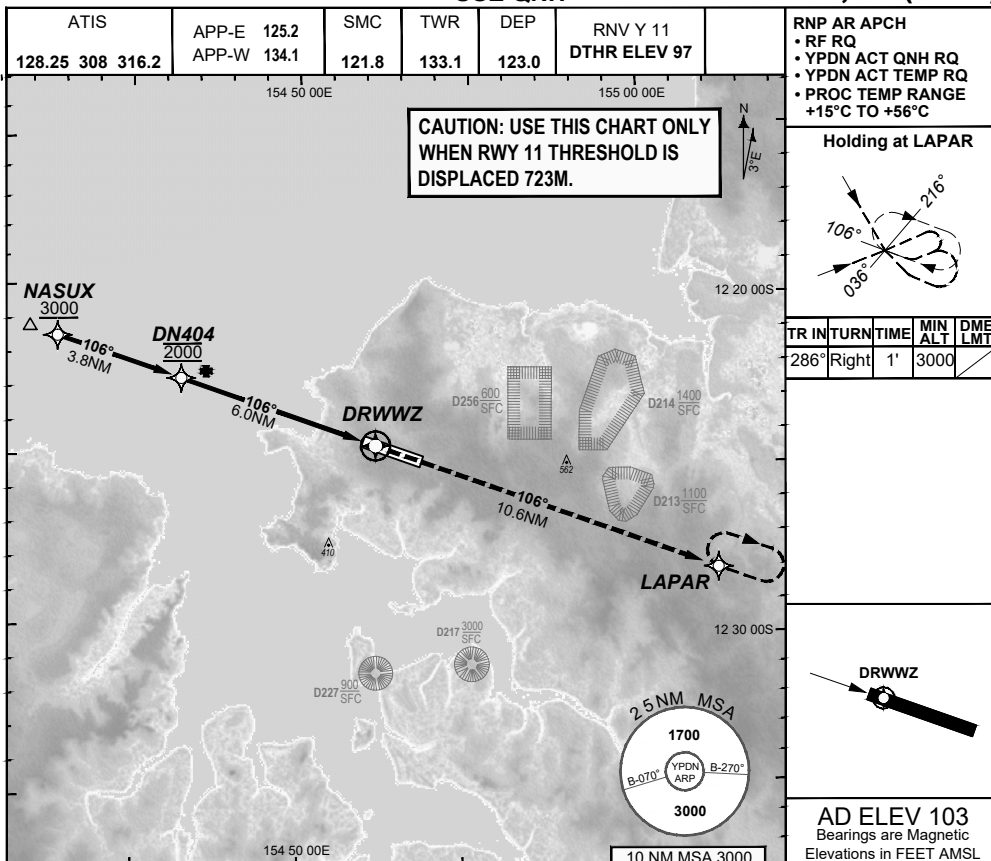 USE QNH
ATIS
128.25 308 316.2
APP-E 125.2
APP-W 134.1
SMC
121.8
TWR
133.1
DEP
123.0
RNV Y 11
DTHR ELEV 97
RNP AR APCH
• RF RQ
• YPDN ACT QNH RQ
• YPDN ACT TEMP RQ
• PROC TEMP RANGE
+15°C TO +56°C
154 50 00E
155 00 00E
CAUTION: USE THIS CHART ONLY
WHEN RWY 11 THRESHOLD IS
DISPLACED 723M.
N
3°E
Holding at LAPAR
216°
106°
036°
NASUX
3000
106°
3.8NM
DN404
2000
106°
6.0NM
DRWWZ
12 20 00S
TR IN TURN TIME MIN ALT DME LMT
286° Right 1' 3000
D256 600 SFC
D214 1400 SFC
562
D213 1100 SFC
106°
10.6NM
410
LAPAR
12 30 00S
D217 3000 SFC
D227 900 SFC
25NM MSA
1700
YPDN
ARP
B-070°
B-270°
3000
DRWWZ
154 50 00E
10 NM MSA 3000
AD ELEV 103
Bearings are Magnetic
Elevations in FEET AMSL